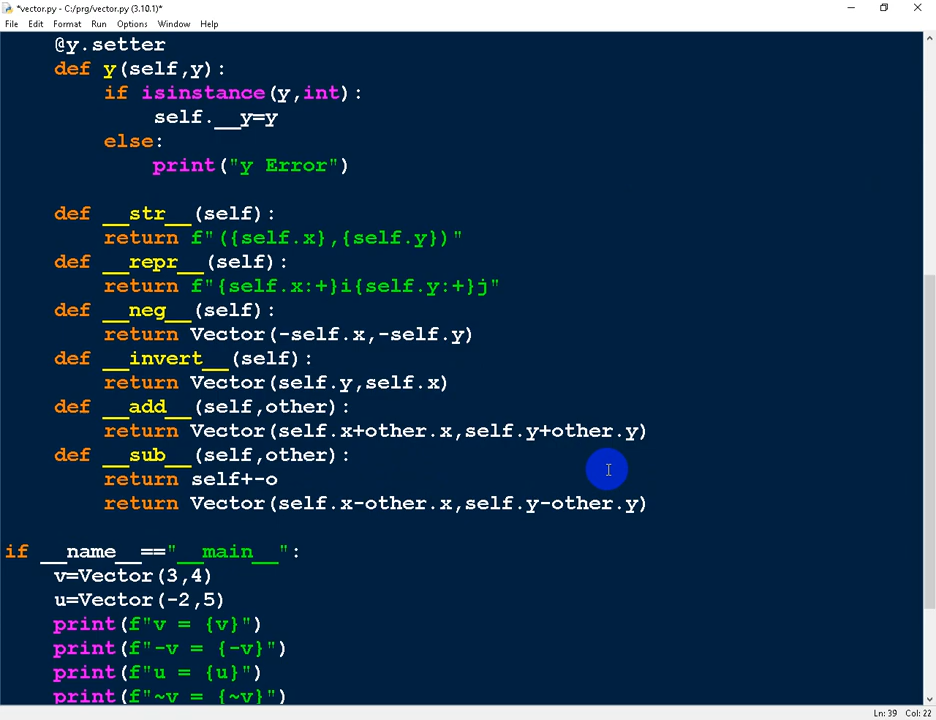 *vector.py - C:/prg/vector.py (3.10.1)*
File Edit Format Run Options Window Help
    @y.setter
    def y(self,y):
        if isinstance(y,int):
            self.__y=y
        else:
            print("y Error")
    def __str__(self):
        return f"({self.x},{self.y})"
    def __repr__(self):
        return f"{self.x:+}i{self.y:+}j"
    def __neg__(self):
        return Vector(-self.x,-self.y)
    def __invert__(self):
        return Vector(self.y,self.x)
    def __add__(self,other):
        return Vector(self.x+other.x,self.y+other.y)
    def __sub__(self,other):
        return self+-o
        return Vector(self.x-other.x,self.y-other.y)
if __name__=="__main__":
    v=Vector(3,4)
    u=Vector(-2,5)
    print(f"v = {v}")
    print(f"-v = {-v}")
    print(f"u = {u}")
    print(f"~v = {~v}")
Ln: 39 Col: 22